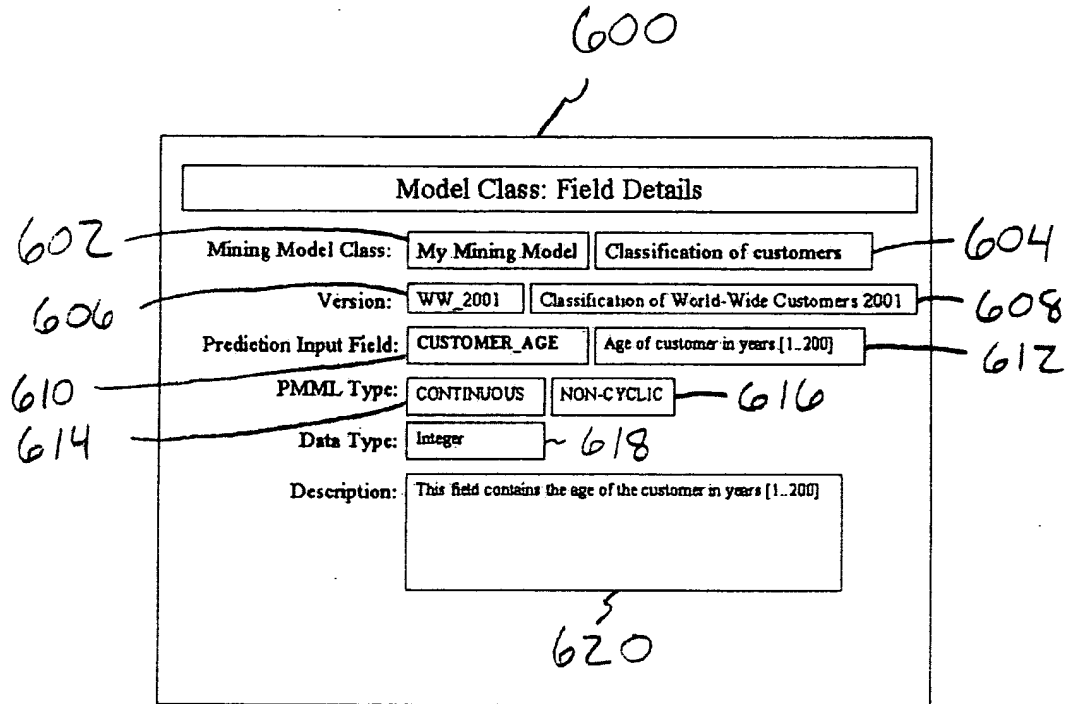 600
Model Class: Field Details
602 Mining Model Class: My Mining Model Classification of customers 604
606 Version: WW_2001 Classification of World-Wide Customers 2001 608
Prediction Input Field: CUSTOMER_AGE Age of customer in years [1..200] 612
610 PMML Type: CONTINUOUS NON-CYCLIC 616
614 Data Type: Integer 618
Description: This field contains the age of the customer in years [1..200]
620